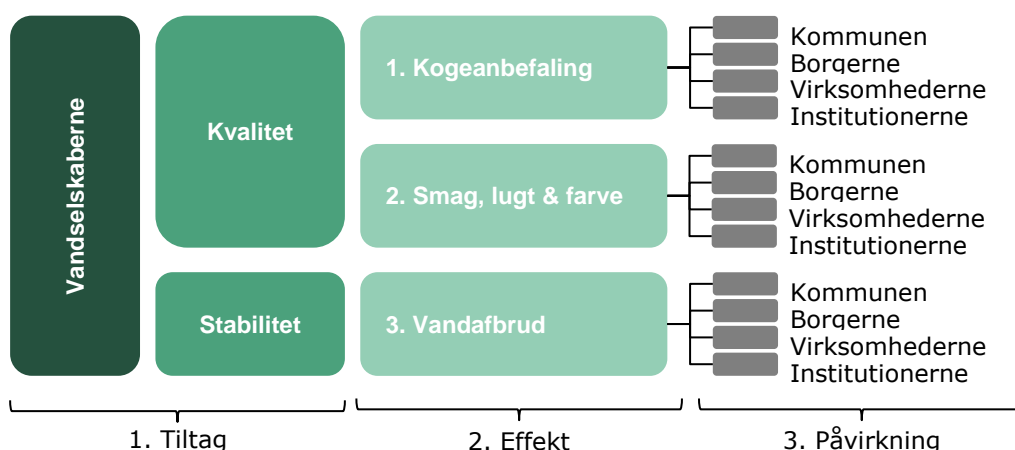 Vandselskaberne
Kvalitet
Stabilitet
1. Kogeanbefaling
Kommunen
Borgerne
Virksomhederne
Institutionerne
2. Smag, lugt & farve
Kommunen
Borgerne
Virksomhederne
Institutionerne
3. Vandafbrud
Kommunen
Borgerne
Virksomhederne
Institutionerne
1. Tiltag
2. Effekt
3. Påvirkning